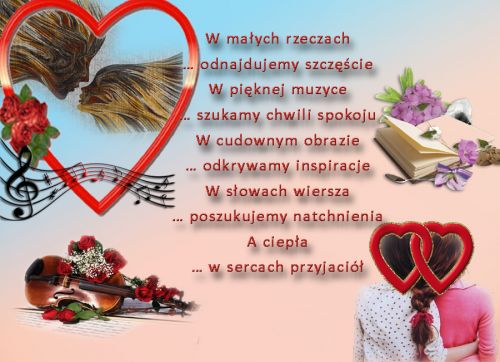 W małych rzeczach
... odnajdujemy szczęście
W pięknej muzyce
... szukamy chwili spokoju
W cudownym obrazie
... odkrywamy inspiracje
W słowach wiersza
... poszukujemy natchnienia
A ciepła
... w sercach przyjaciół